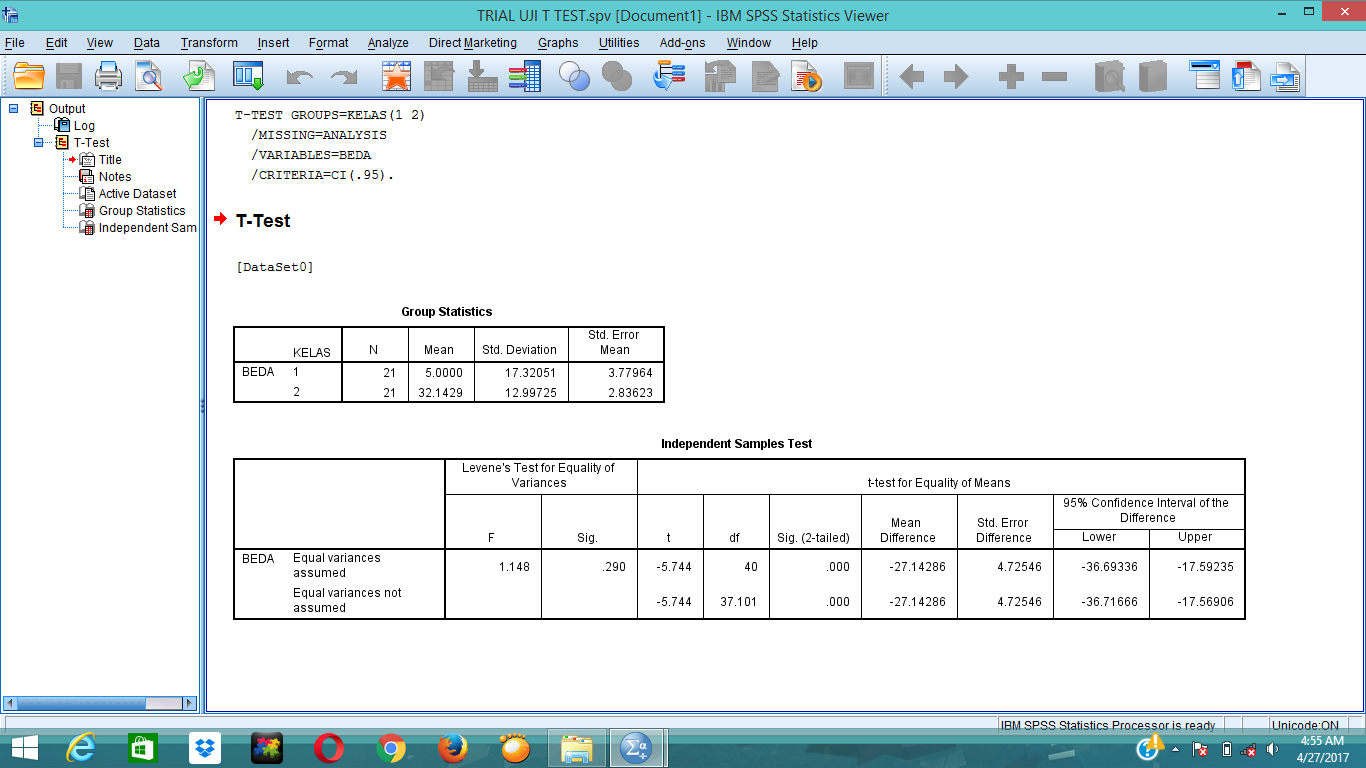 TRIAL UJI T TEST.spv [Document1] - IBM SPSS Statistics Viewer
File Edit View Data Transform Insert Format Analyze Direct Marketing Graphs Utilities Add-ons Window Help
Output
Log
T-Test
Title
Notes
Active Dataset
Group Statistics
Independent Sam
T-TEST GROUPS=KELAS(1 2)
/MISSING=ANALYSIS
/VARIABLES=BEDA
/CRITERIA=CI(.95).
T-Test
[DataSet0]
Group Statistics
KELAS N Mean Std. Deviation Std. Error Mean
BEDA 1 21 5.0000 17.32051 3.77964
2 21 32.1429 12.99725 2.83623
Independent Samples Test
Levene's Test for Equality of Variances t-test for Equality of Means
95% Confidence Interval of the Difference
F Sig. t df Sig. (2-tailed) Mean Difference Std. Error Difference Lower Upper
BEDA Equal variances assumed 1.148 .290 -5.744 40 .000 -27.14286 4.72546 -36.69336 -17.59235
Equal variances not assumed -5.744 37.101 .000 -27.14286 4.72546 -36.71666 -17.56906
IBM SPSS Statistics Processor is ready Unicode:ON
4:55 AM
4/27/2017